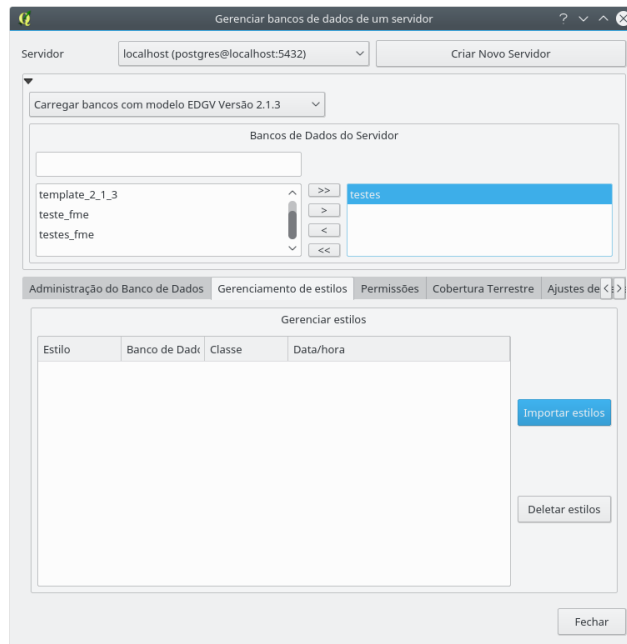 Gerenciar bancos de dados de um servidor
Servidor
localhost (postgres@localhost:5432)
Criar Novo Servidor
Carregar bancos com modelo EDGV Versão 2.1.3
Bancos de Dados do Servidor
template_2_1_3
teste_fme
testes_fme
>>
>
<
<<
testes
Administração do Banco de Dados
Gerenciamento de estilos
Permissões
Cobertura Terrestre
Ajustes de
Gerenciar estilos
Estilo
Banco de Dado
Classe
Data/hora
Importar estilos
Deletar estilos
Fechar